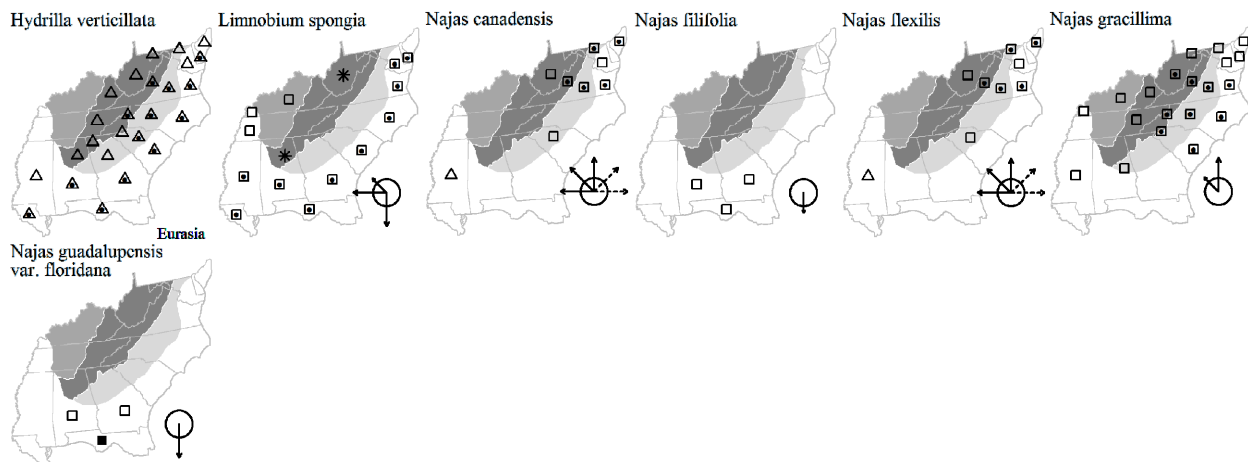 Hydrilla verticillata
Limnobium spongia
Najas canadensis
Najas filifolia
Najas flexilis
Najas gracillima
Eurasia
Najas guadalupensis
var. floridana